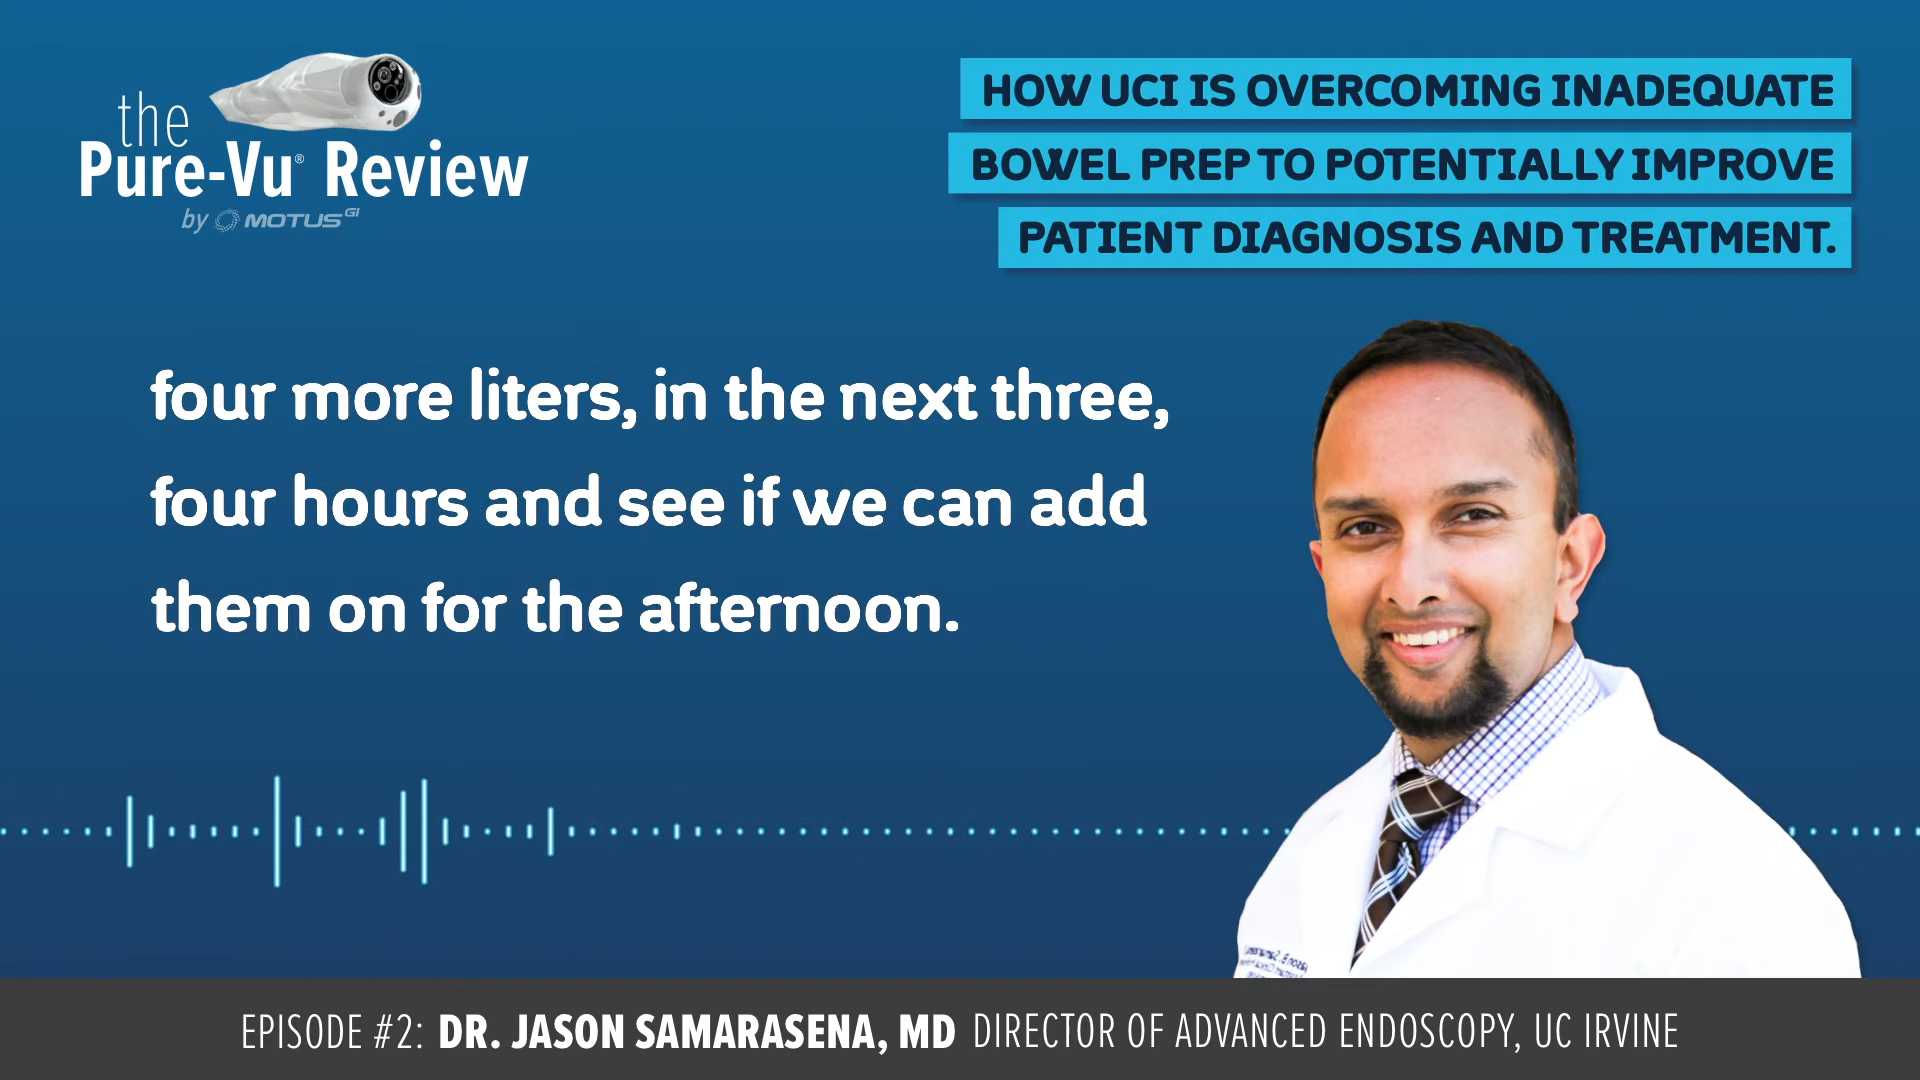 the
Pure-Vu® Review
by MOTUS GI
HOW UCI IS OVERCOMING INADEQUATE
BOWEL PREP TO POTENTIALLY IMPROVE
PATIENT DIAGNOSIS AND TREATMENT.
four more liters, in the next three,
four hours and see if we can add
them on for the afternoon.
EPISODE #2: DR. JASON SAMARASENA, MD DIRECTOR OF ADVANCED ENDOSCOPY, UC IRVINE